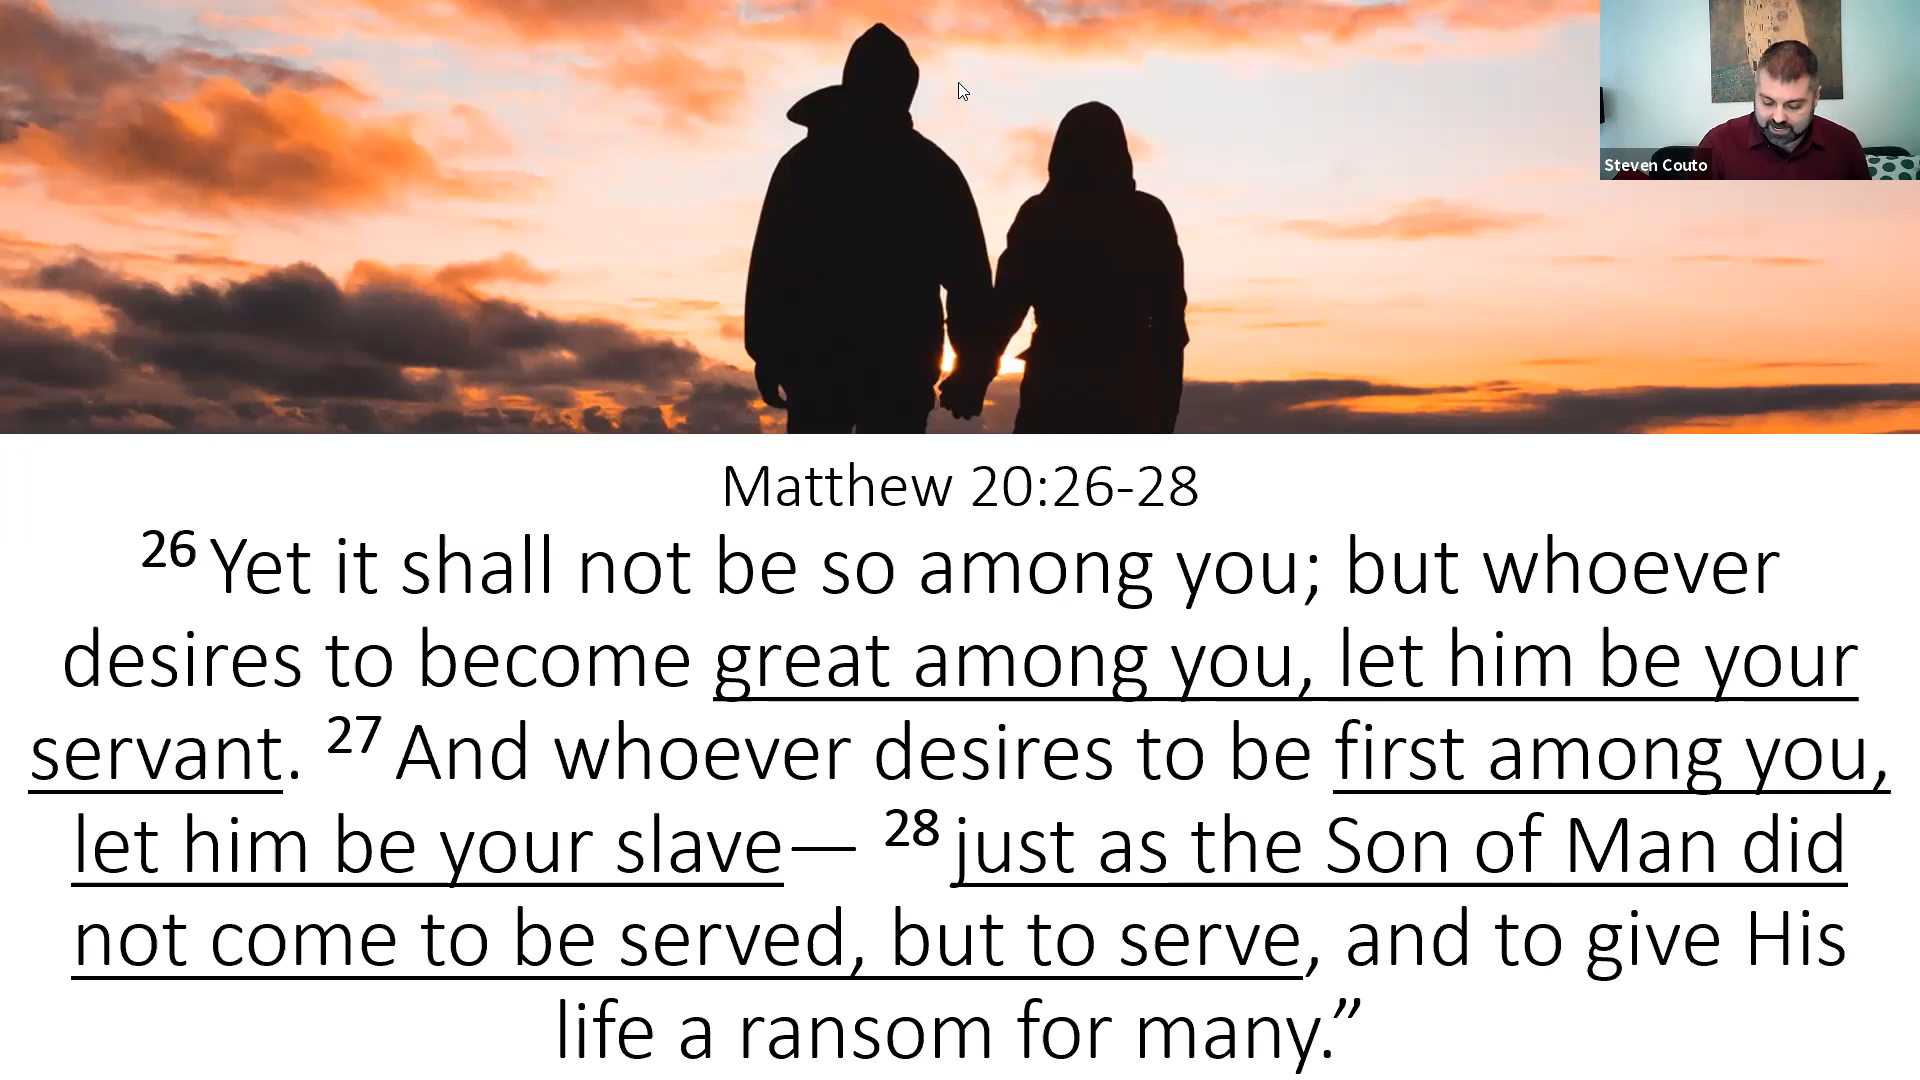 Steven Couto
Matthew 20:26-28
26 Yet it shall not be so among you; but whoever
desires to become great among you, let him be your
servant. 27 And whoever desires to be first among you,
let him be your slave— 28 just as the Son of Man did
not come to be served, but to serve, and to give His
life a ransom for many.”